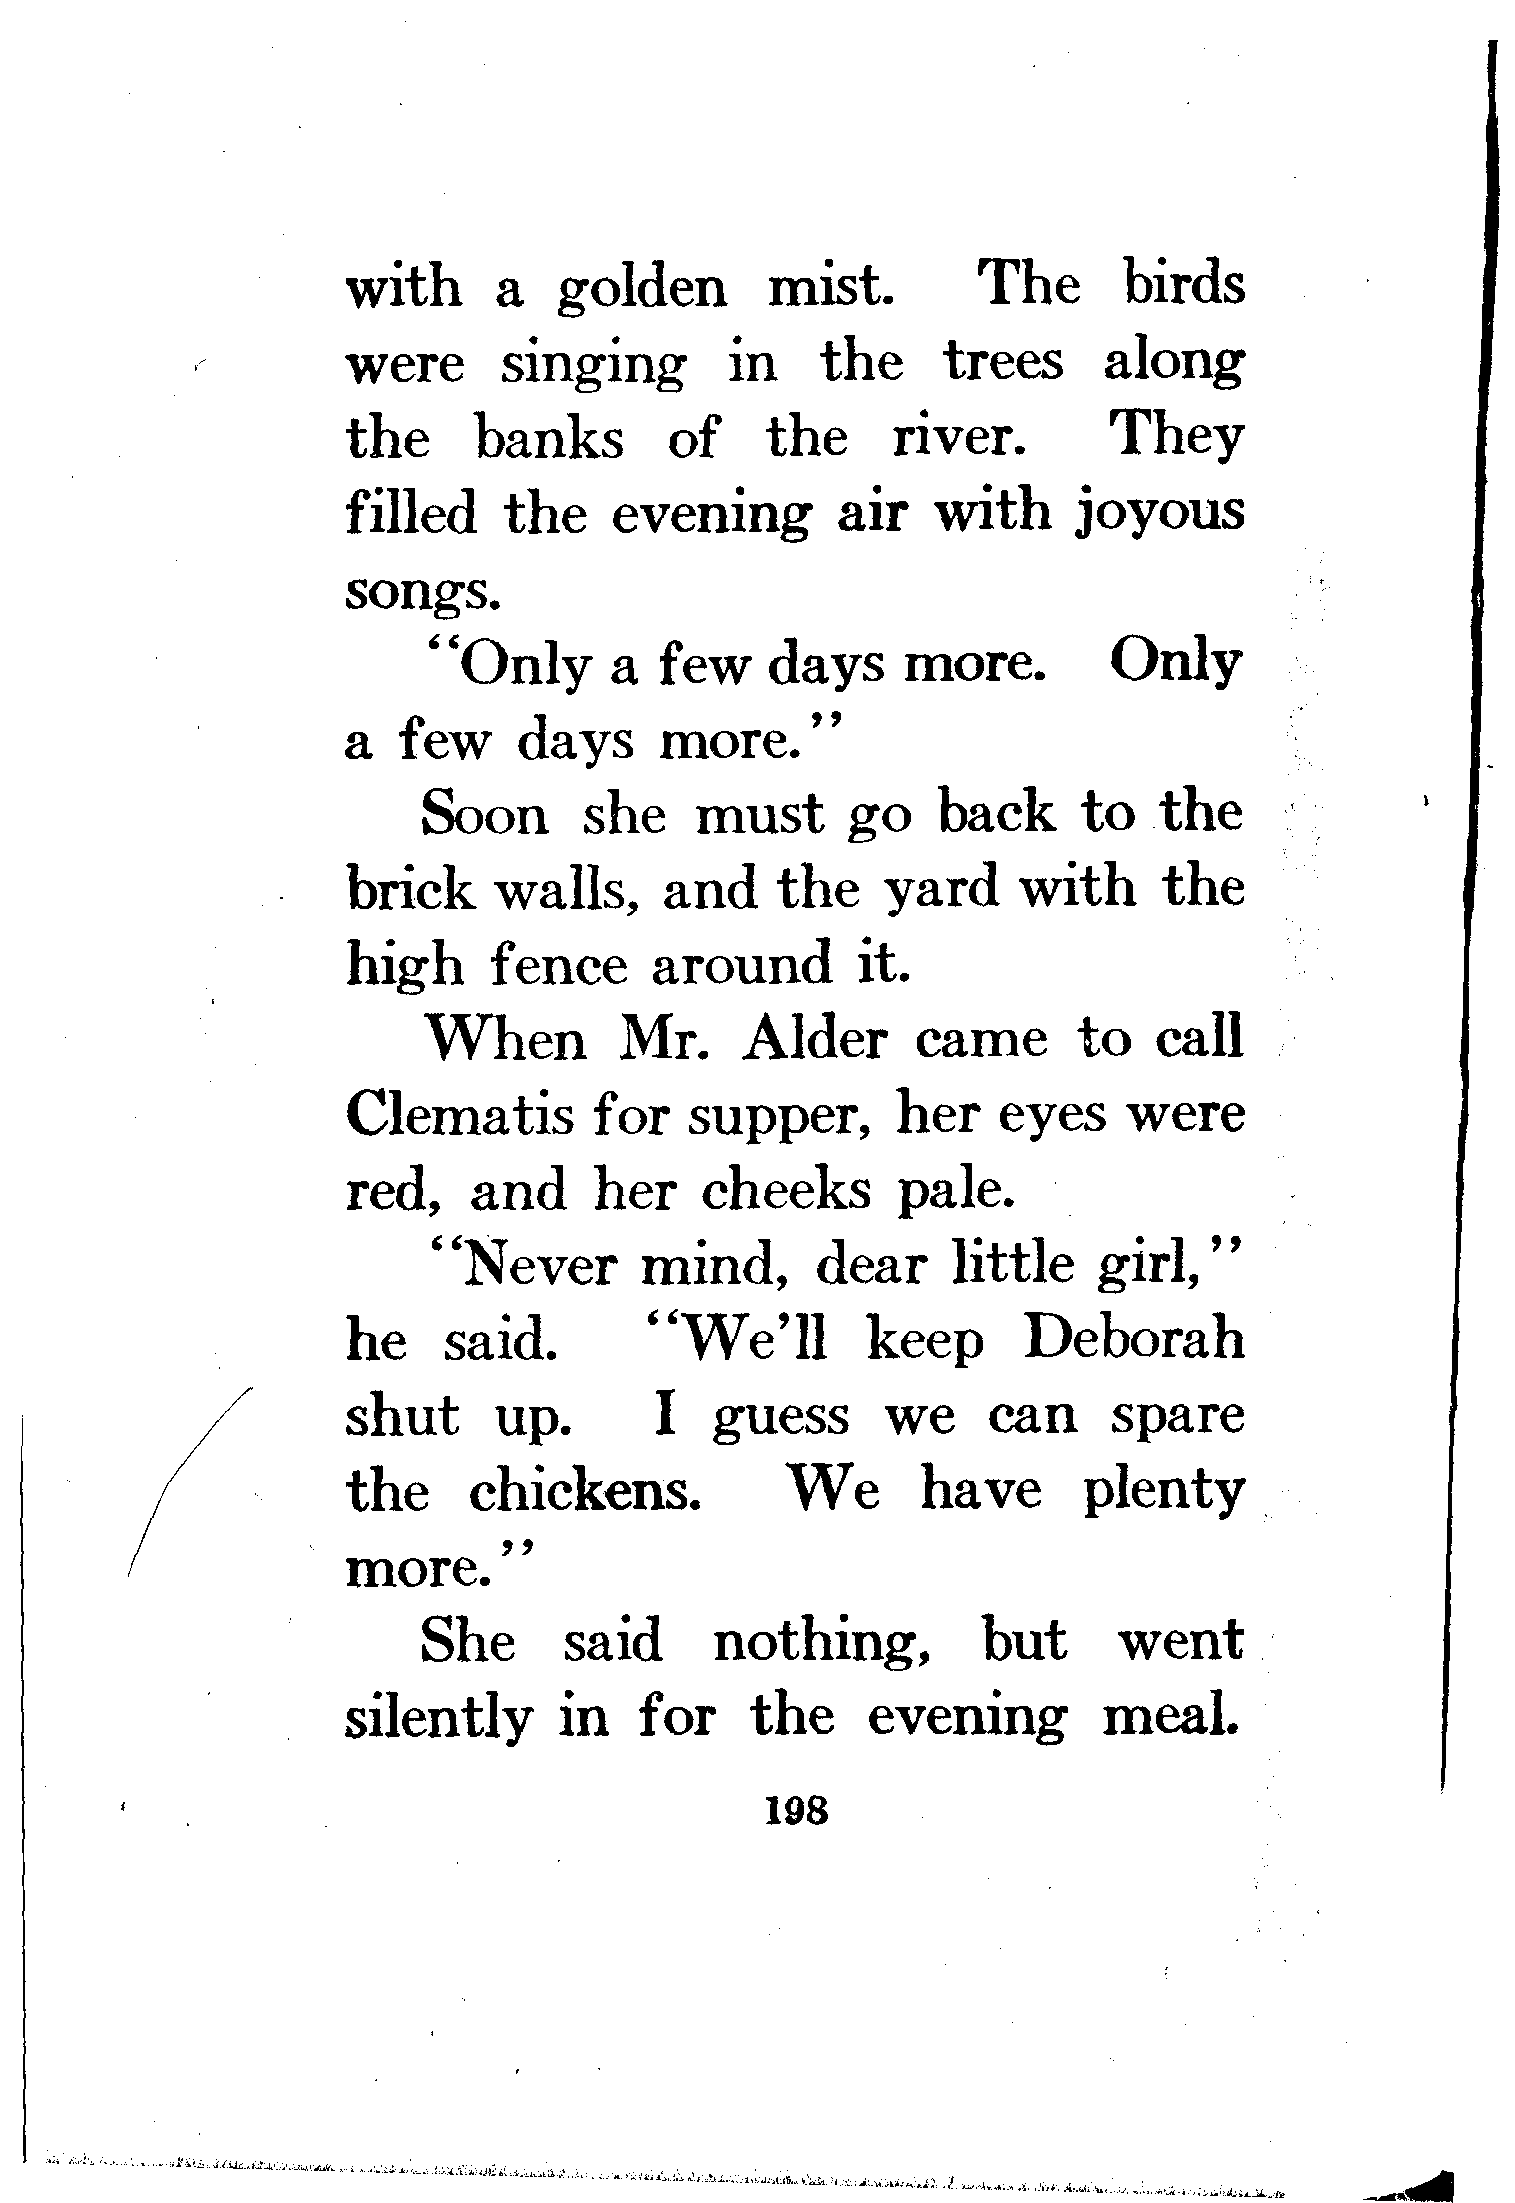 with a golden mist. The birds
were singing in the trees along
the banks of the river. They
filled the evening air with joyous
songs.
"Only a few days more. Only
a few days more."
Soon she must go back to the
brick walls, and the yard with the
high fence around it.
When Mr. Alder came to call
Clematis for supper, her eyes were
red, and her cheeks pale.
"Never mind, dear little girl,"
he said. "We'll keep Deborah
shut up. I guess we can spare
the chickens. We have plenty
more."
She said nothing, but went
silently in for the evening meal.
198